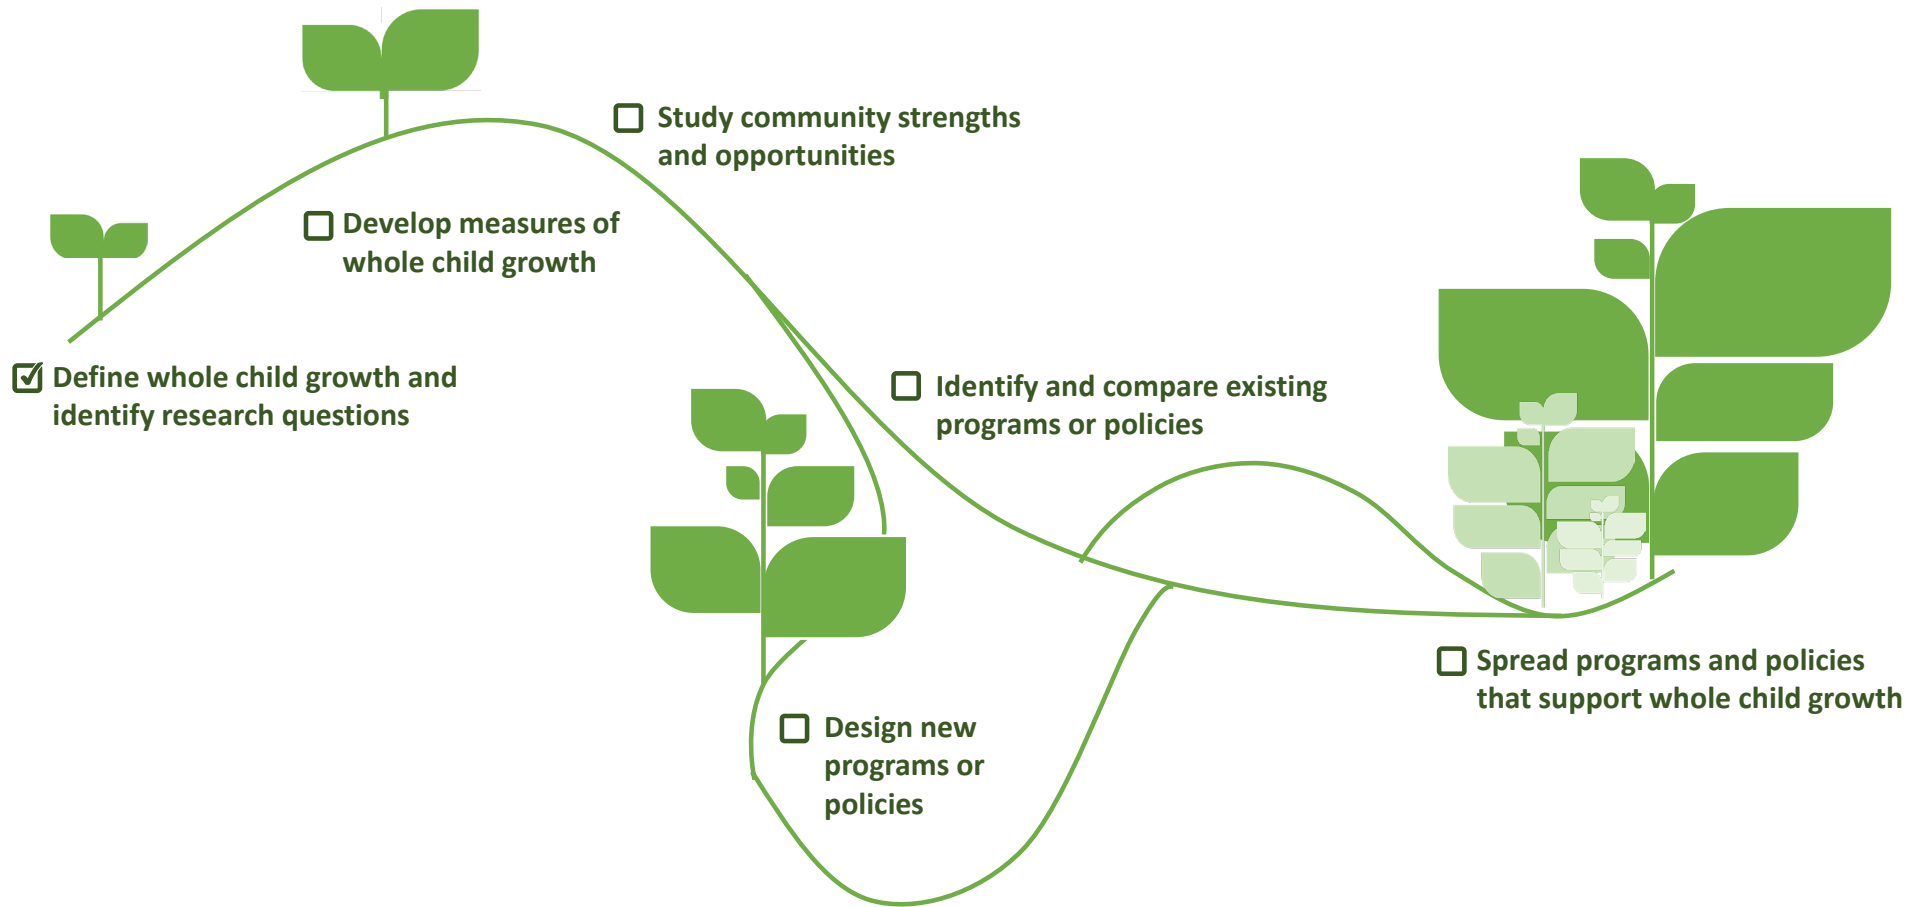 Define whole child growth and
identify research questions
Develop measures of
whole child growth
Study community strengths
and opportunities
Identify and compare existing
programs or policies
Design new
programs or
policies
Spread programs and policies
that support whole child growth